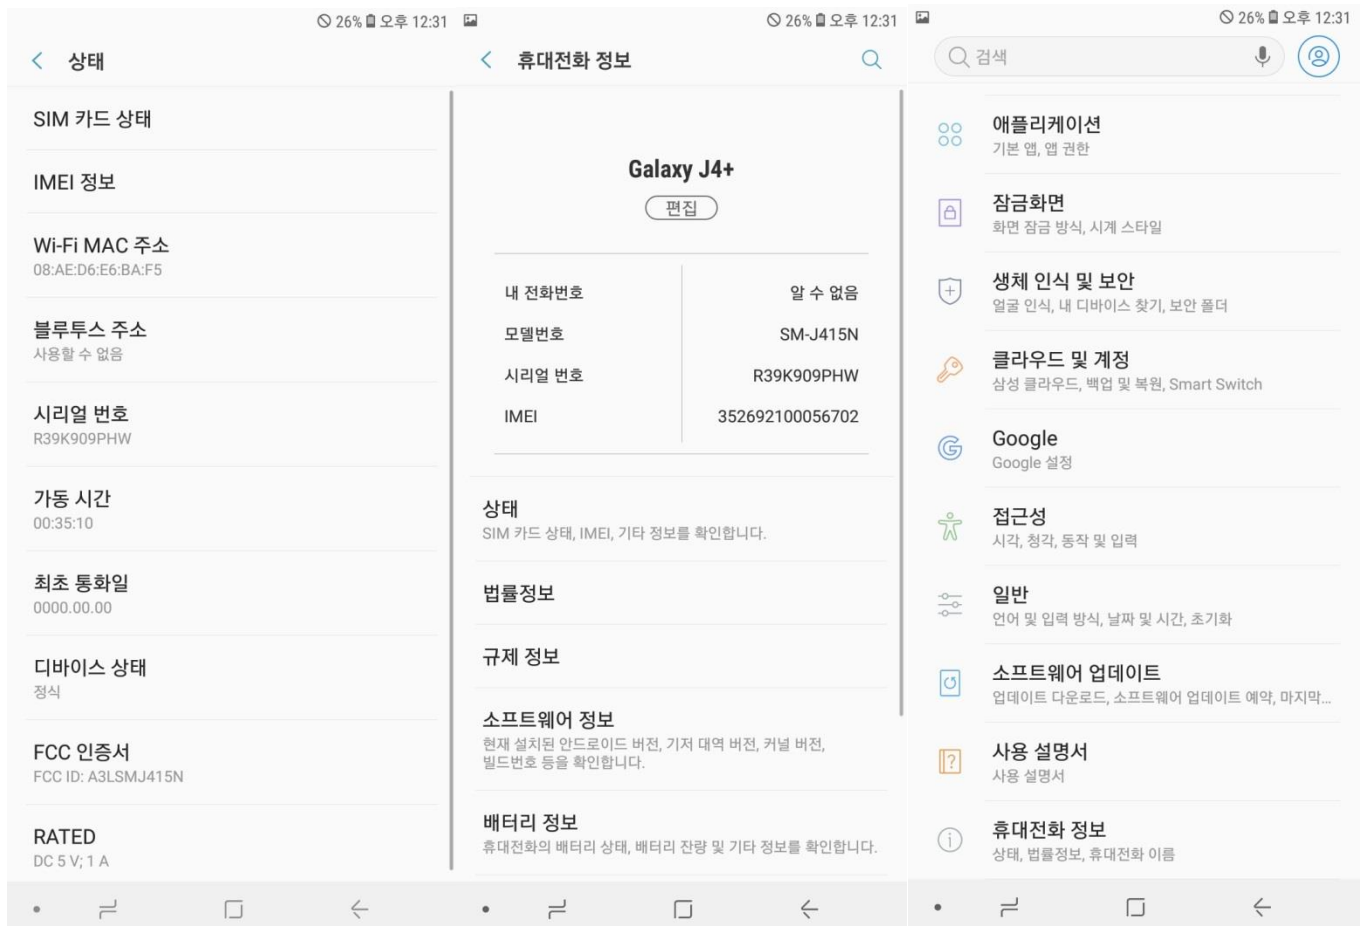 26% 오후 12:31
상태
SIM 카드 상태
IMEI 정보
Wi-Fi MAC 주소
08:AE:D6:E6:BA:F5
블루투스 주소
사용할 수 없음
시리얼 번호
R39K909PHW
가동 시간
00:35:10
최초 통화일
0000.00.00
디바이스 상태
정식
FCC 인증서
FCC ID: A3LSMJ415N
RATED
DC 5 V; 1 A
26% 오후 12:31
휴대전화 정보
Galaxy J4+
편집
내 전화번호 알 수 없음
모델번호 SM-J415N
시리얼 번호 R39K909PHW
IMEI 352692100056702
상태
SIM 카드 상태, IMEI, 기타 정보를 확인합니다.
법률정보
규제 정보
소프트웨어 정보
현재 설치된 안드로이드 버전, 기저 대역 버전, 커널 버전,
빌드번호 등을 확인합니다.
배터리 정보
휴대전화의 배터리 상태, 배터리 잔량 및 기타 정보를 확인합니다.
26% 오후 12:31
검색
애플리케이션
기본 앱, 앱 권한
잠금화면
화면 잠금 방식, 시계 스타일
생체 인식 및 보안
얼굴 인식, 내 디바이스 찾기, 보안 폴더
클라우드 및 계정
삼성 클라우드, 백업 및 복원, Smart Switch
Google
Google 설정
접근성
시각, 청각, 동작 및 입력
일반
언어 및 입력 방식, 날짜 및 시간, 초기화
소프트웨어 업데이트
업데이트 다운로드, 소프트웨어 업데이트 예약, 마지막...
사용 설명서
사용 설명서
휴대전화 정보
상태, 법률정보, 휴대전화 이름